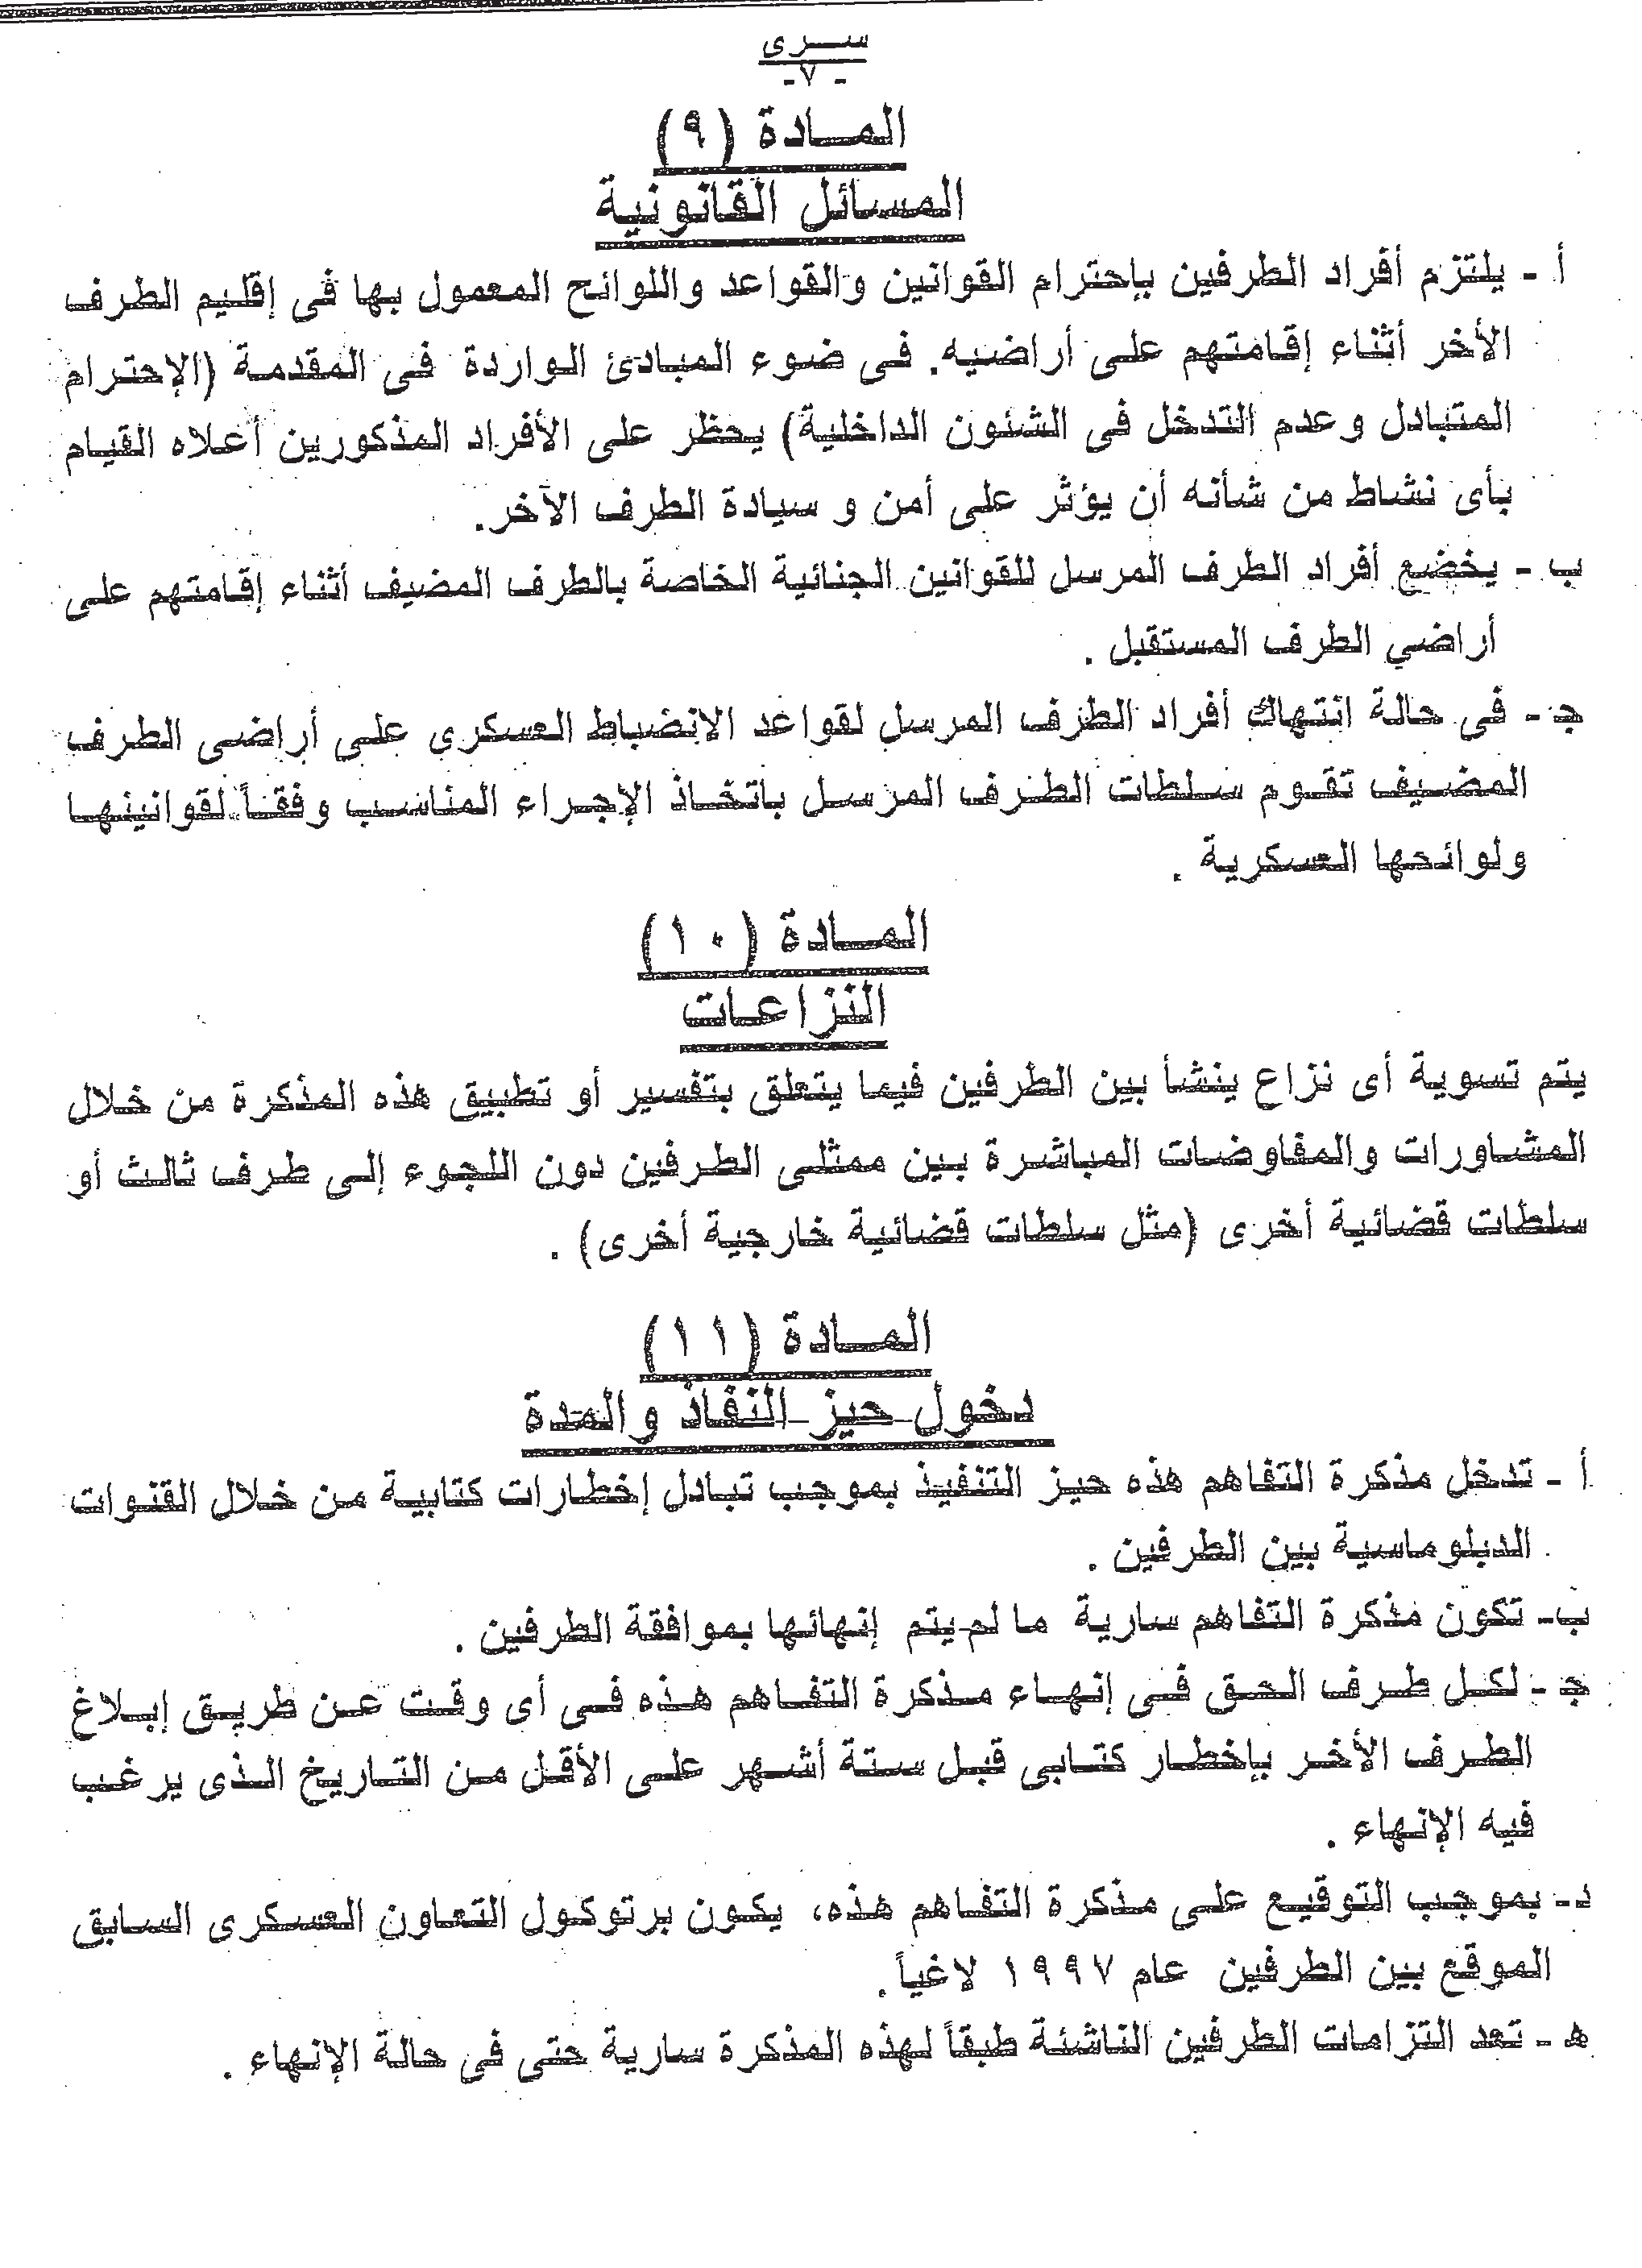 سـرى
- ٧ -
المـادة (٩)
المسائل القانونية
أ - يلتزم أفراد الطرفين بإحترام القوانين والقواعد واللوائح المعمول بها فى إقليم الطرف
الأخر أثناء إقامتهم على أراضيه. فى ضوء المبادئ الواردة فى المقدمة (الإحترام
المتبادل وعدم التدخل فى الشئون الداخلية) يحظر على الأفراد المذكورين أعلاه القيام
بأى نشاط من شأنه أن يؤثر على أمن و سيادة الطرف الآخر.
ب - يخضع أفراد الطرف المرسل للقوانين الجنائية الخاصة بالطرف المضيف أثناء إقامتهم على
أراضي الطرف المستقبل .
جـ - فى حالة انتهاك أفراد الطرف المرسل لقواعد الإنضباط العسكرى على أراضى الطرف
المضيف تقوم سلطات الطرف المرسل باتخاذ الإجراء المناسب وفقاً لقوانينها
ولوائحها العسكرية .
المـادة (١٠)
النزاعات
يتم تسوية أى نزاع ينشأ بين الطرفين فيما يتعلق بتفسير أو تطبيق هذه المذكرة من خلال
المشاورات والمفاوضات المباشرة بين ممثلى الطرفين دون اللجوء إلى طرف ثالث أو
سلطات قضائية أخرى (مثل سلطات قضائية خارجية أخرى) .
المـادة (١١)
دخول حيز النفاذ والمدة
أ - تدخل مذكرة التفاهم هذه حيز التنفيذ بموجب تبادل إخطارات كتابية من خلال القنوات
الدبلوماسية بين الطرفين .
ب- تكون مذكرة التفاهم سارية ما لم يتم إنهائها بموافقة الطرفين .
جـ - لكل طرف الحق فى إنهاء مذكرة التفاهم هذه فى أى وقت عن طريق إبلاغ
الطرف الأخر بإخطار كتابى قبل ستة أشهر على الأقل من التاريخ الذى يرغب
فيه الإنهاء .
د- بموجب التوقيع على مذكرة التفاهم هذه، يكون برتوكول التعاون العسكرى السابق
الموقع بين الطرفين عام ١٩٩٧ لاغياً.
هـ - تعد التزامات الطرفين الناشئة طبقاً لهذه المذكرة سارية حتى فى حالة الإنهاء .